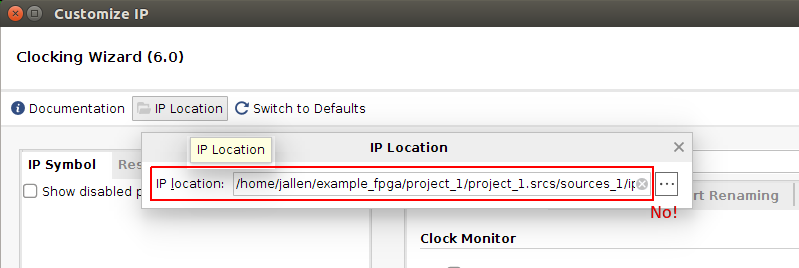 Customize IP
Clocking Wizard (6.0)
Documentation IP Location Switch to Defaults
IP Location
IP Location
IP Symbol Res
IP location: /home/jallen/example_fpga/project_1/project_1.srcs/sources_1/ip
...
Show disabled p
rt Renaming
No!
Clock Monitor